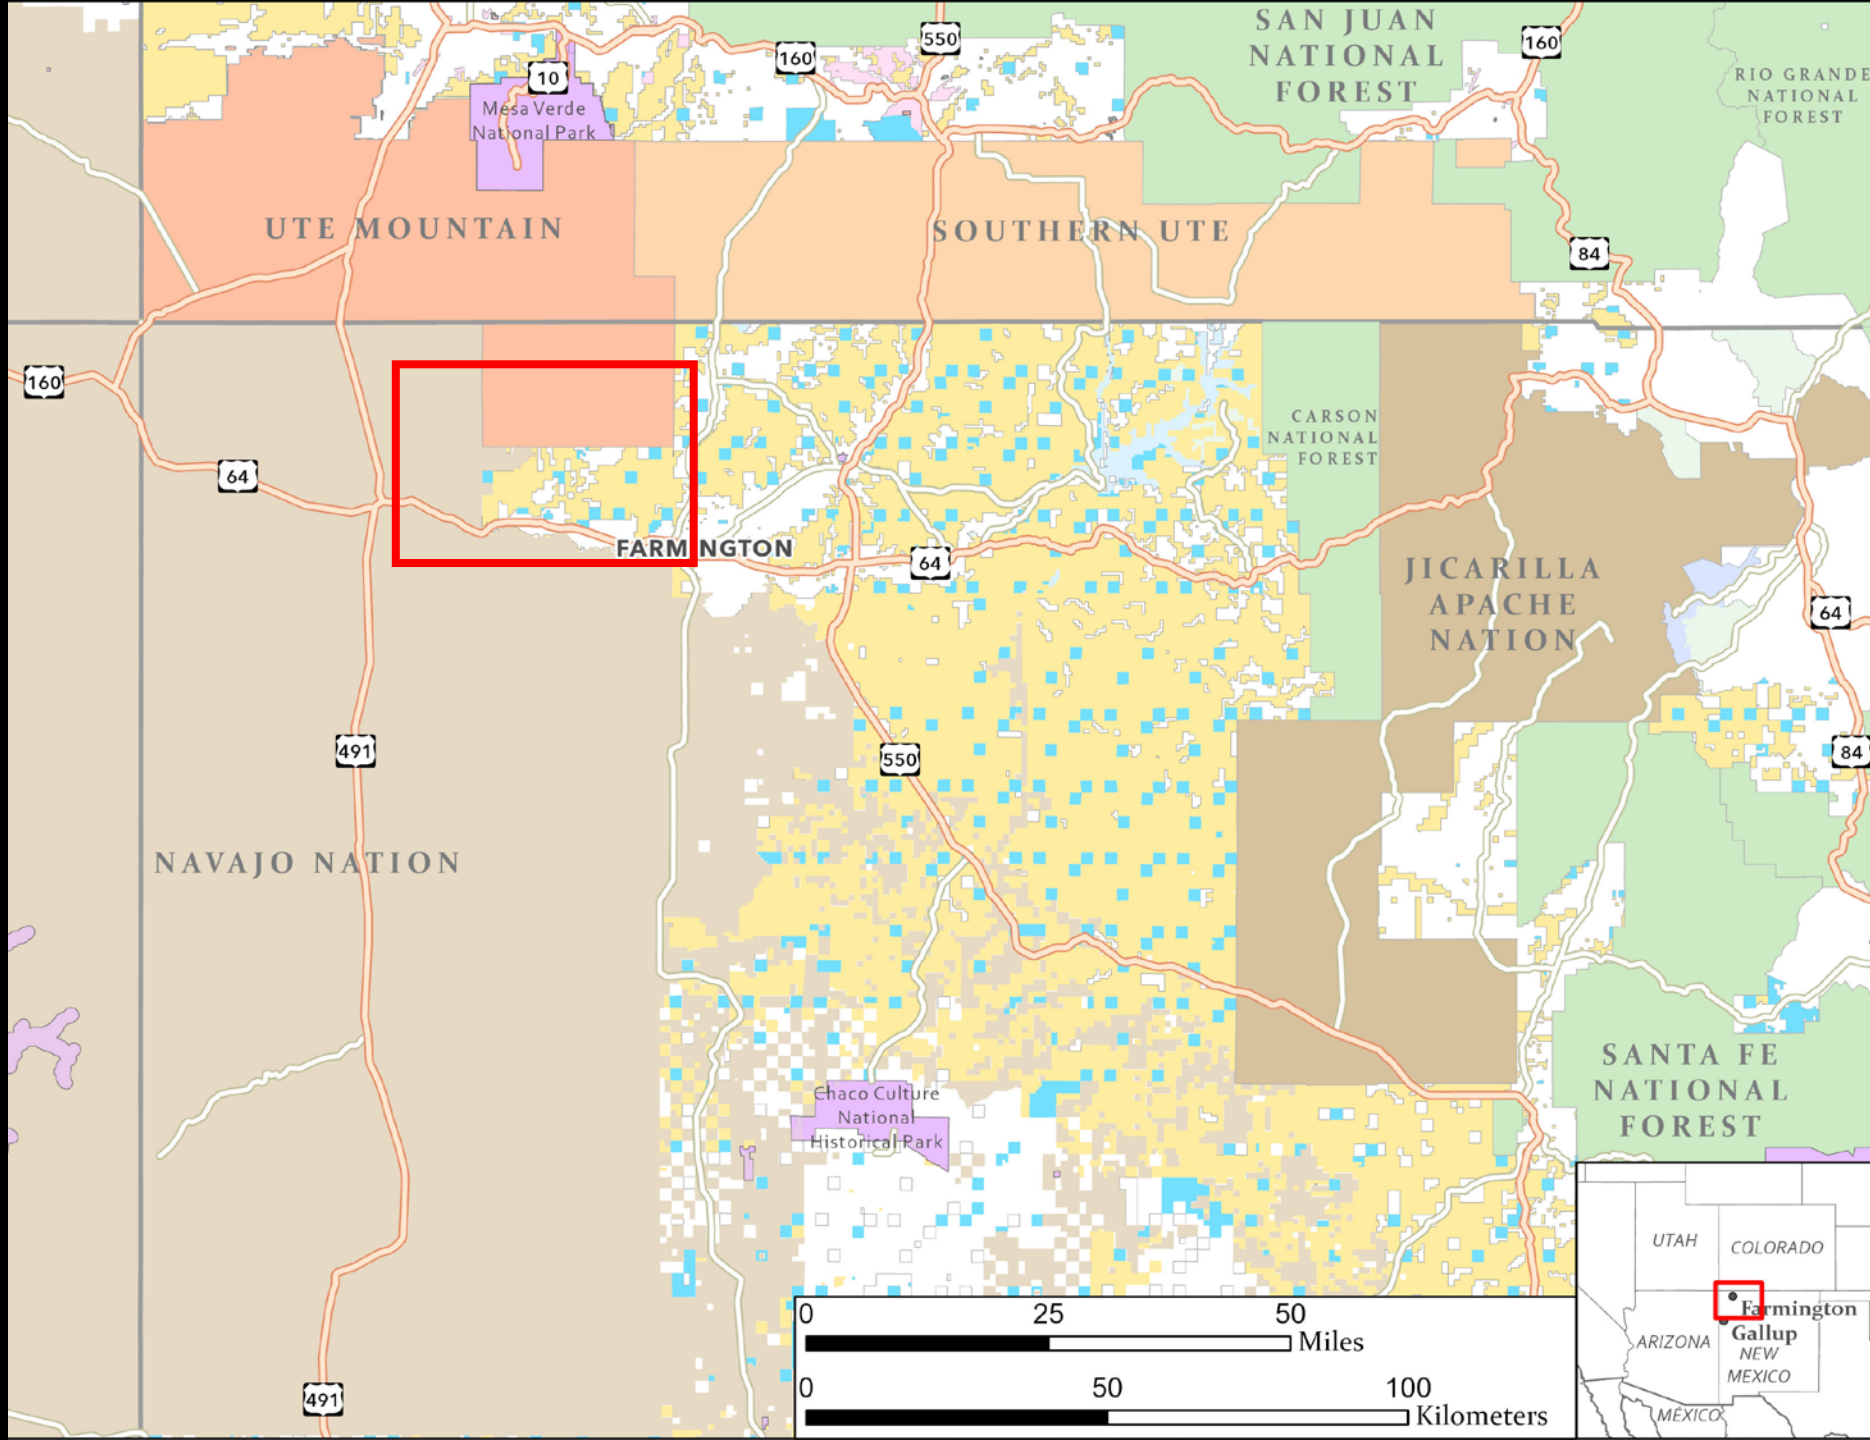 SAN JUAN
NATIONAL
FOREST
550
160
160
10
Mesa Verde
National Park
RIO GRANDE
NATIONAL
FOREST
UTE MOUNTAIN
SOUTHERN UTE
84
160
64
CARSON
NATIONAL
FOREST
FARMINGTON
64
JICARILLA
APACHE
NATION
64
491
550
84
NAVAJO NATION
Chaco Culture
National
Historical Park
SANTA FE
NATIONAL
FOREST
491
0 25 50
Miles
0 50 100
Kilometers
UTAH
COLORADO
Farmington
ARIZONA
Gallup
NEW
MEXICO
MÉXICO